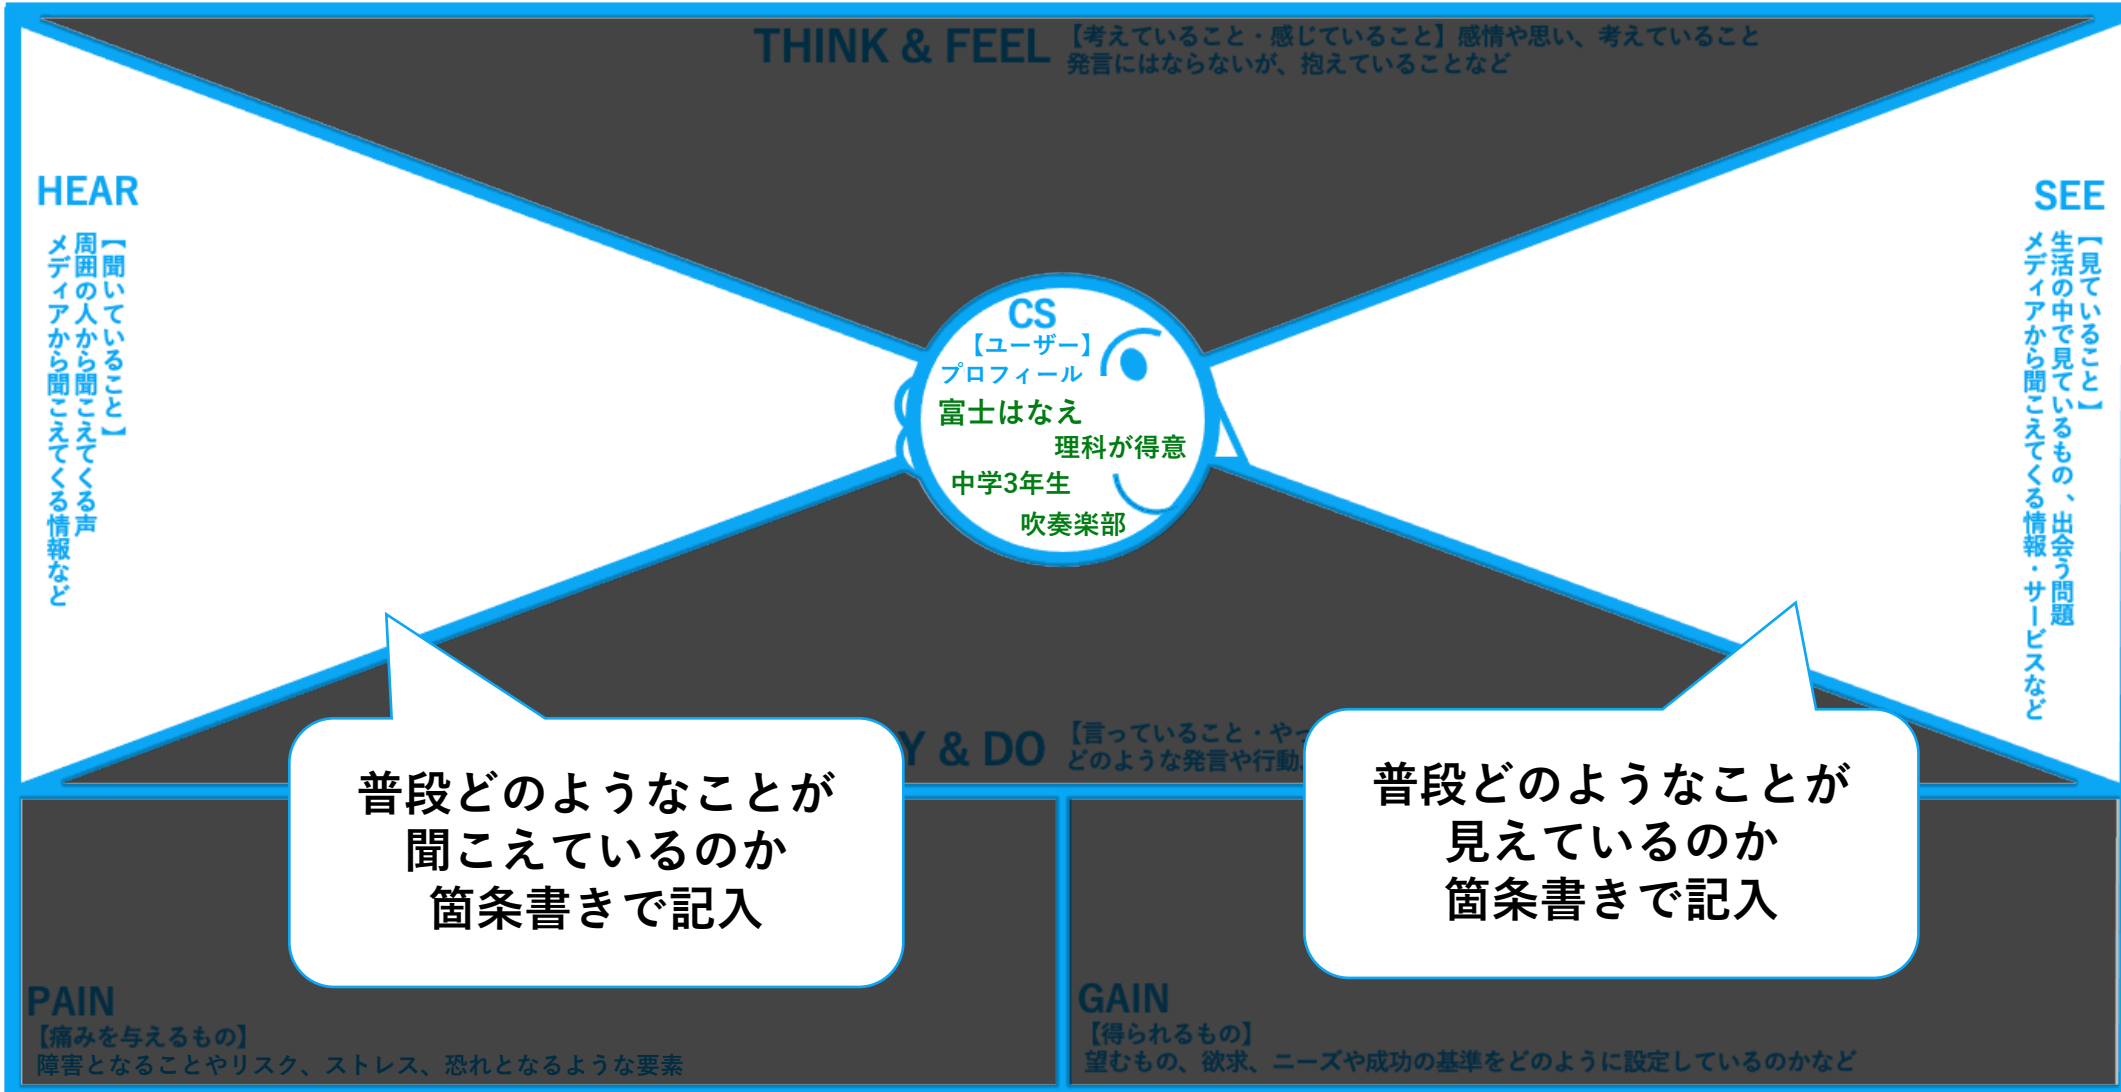 THINK & FEEL
【考えていること・感じていること】感情や思い、考えていること
発言にはならないが、抱えていることなど
HEAR
【聞いていること】
周囲の人から聞こえてくる声
メディアから聞こえてくる情報など
SEE
【見ていること】
生活の中で見ているもの、出会う問題
メディアから聞こえてくる情報・サービスなど
CS
【ユーザー】
プロフィール
富士はなえ
理科が得意
中学3年生
吹奏楽部
Y & DO
【言っていること・や
どのような発言や行動
普段どのようなことが
聞こえているのか
箇条書きで記入
普段どのようなことが
見えているのか
箇条書きで記入
PAIN
【痛みを与えるもの】
障害となることやリスク、ストレス、恐れとなるような要素
GAIN
【得られるもの】
望むもの、欲求、ニーズや成功の基準をどのように設定しているのかなど